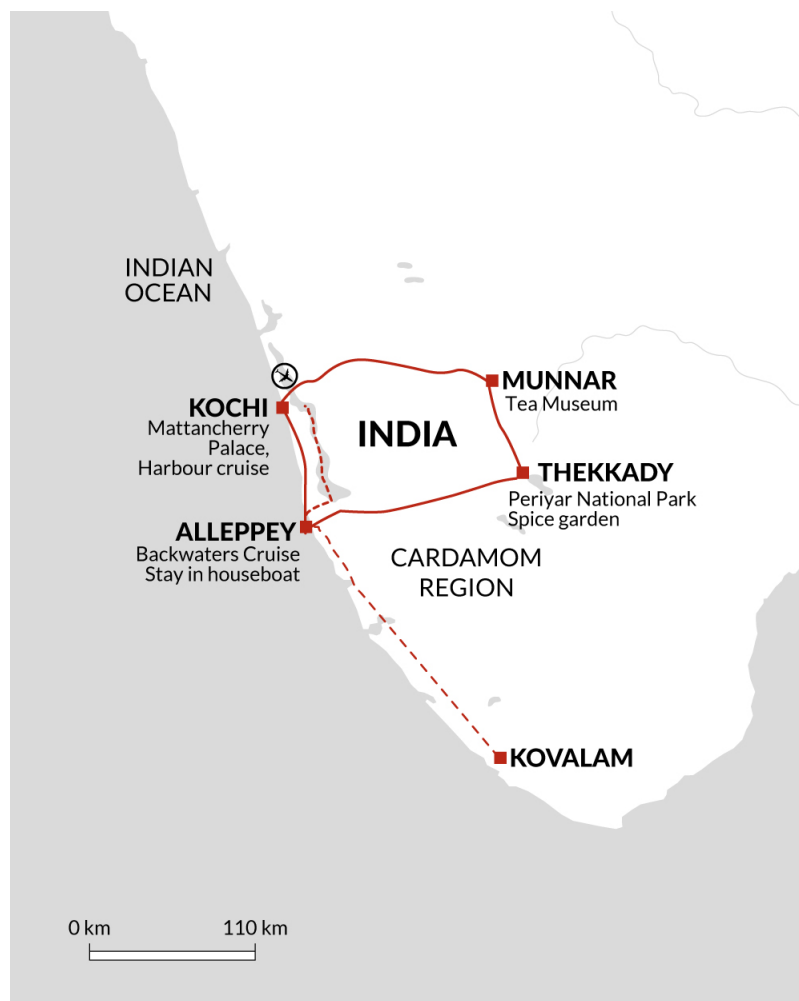 INDIAN
OCEAN
MUNNAR
Tea Museum
KOCHI
Mattancherry
Palace,
Harbour cruise
INDIA
THEKKADY
Periyar National Park
Spice garden
ALLEPPEY
Backwaters Cruise
Stay in houseboat
CARDAMOM
REGION
KOVALAM
0 km
110 km